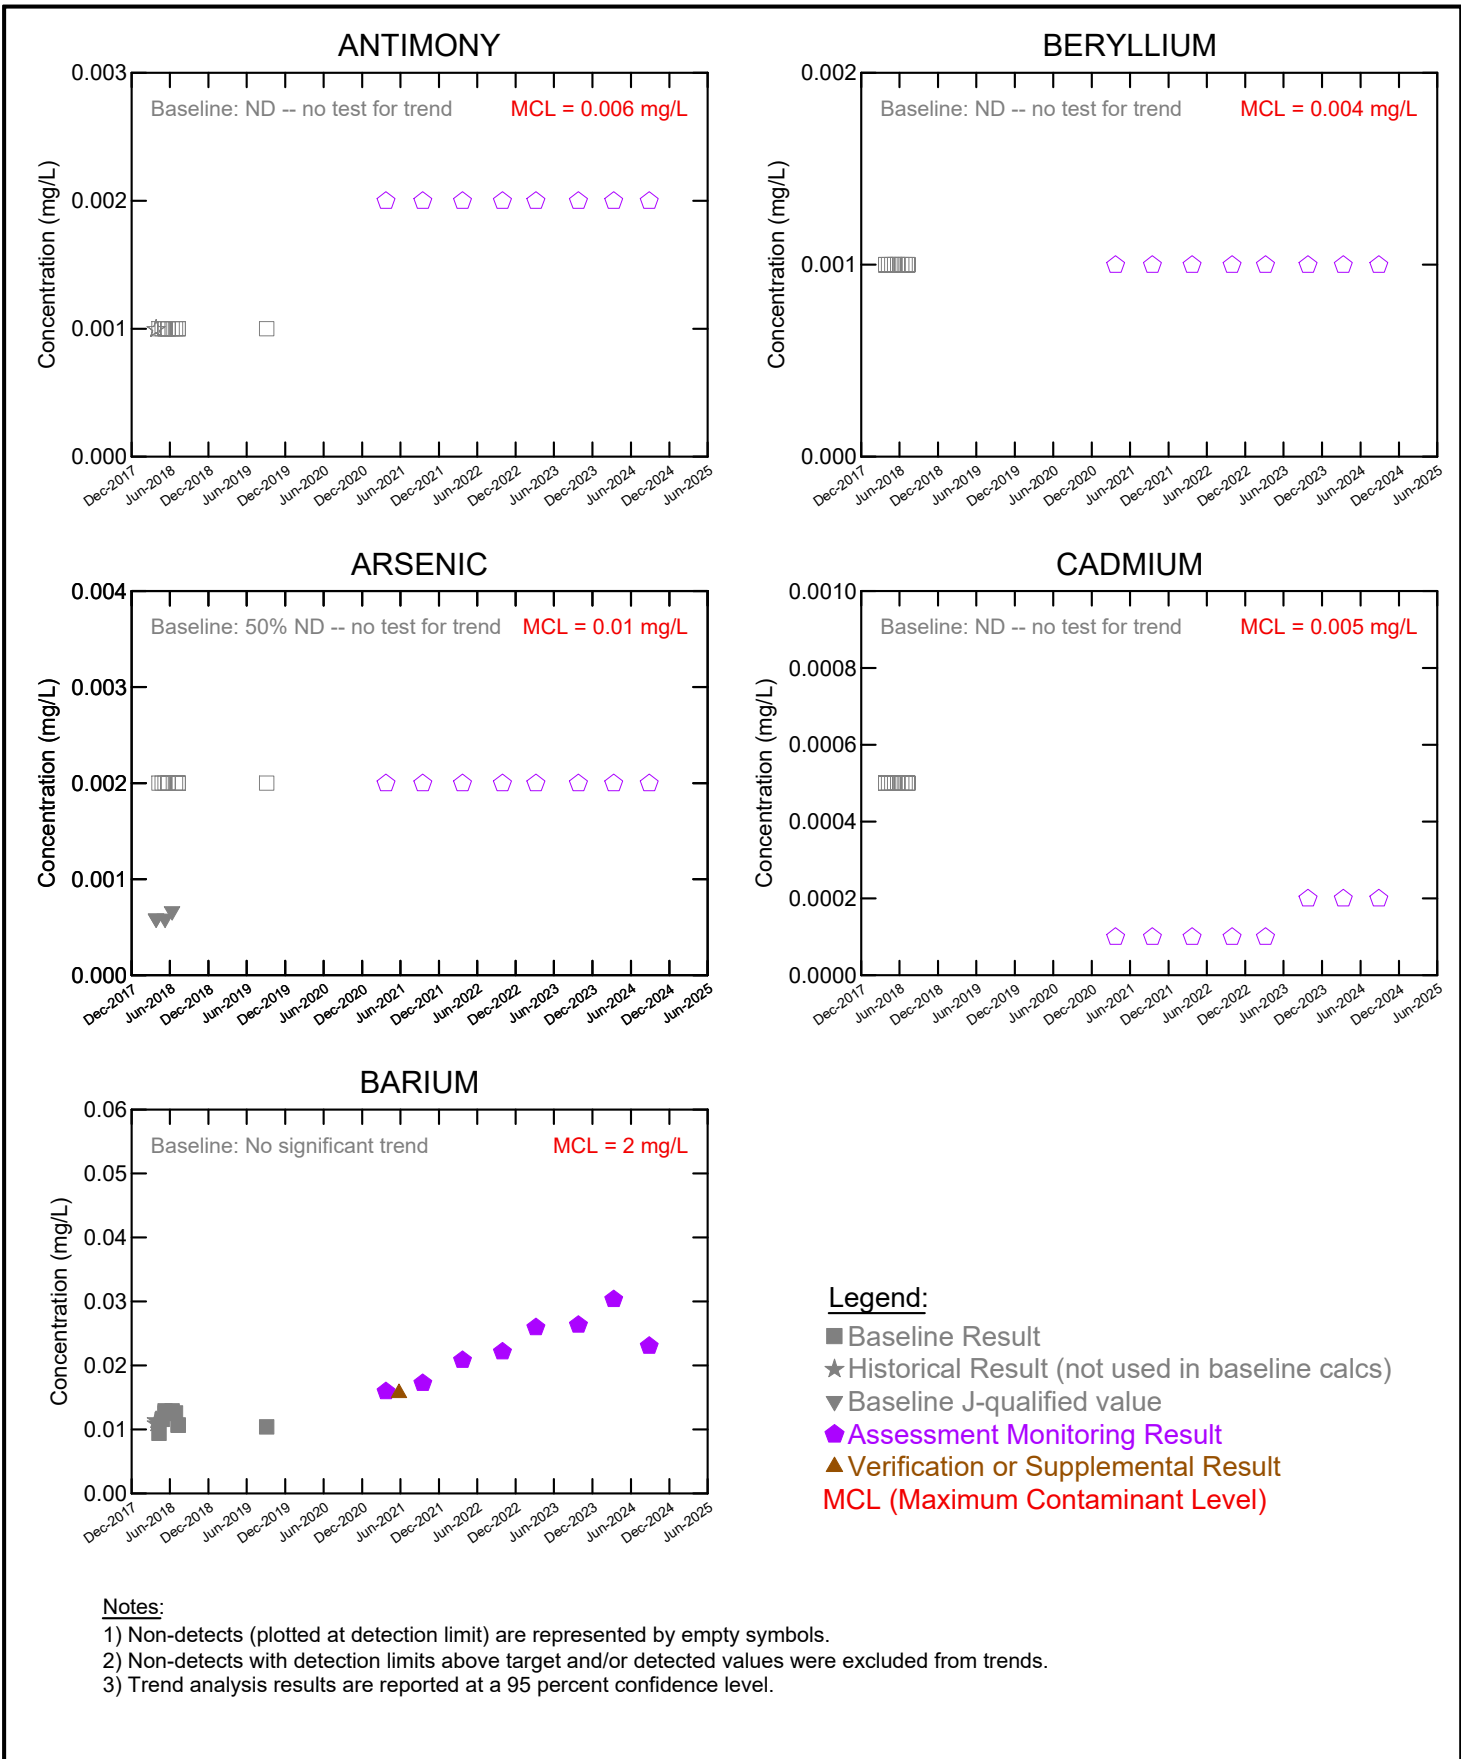 ANTIMONY
Baseline: ND -- no test for trend MCL = 0.006 mg/L
Concentration (mg/L)
0.003
0.002
0.001
0.000
Dec-2017 Jun-2018 Dec-2018 Jun-2019 Dec-2019 Jun-2020 Dec-2020 Jun-2021 Dec-2021 Jun-2022 Dec-2022 Jun-2023 Dec-2023 Jun-2024 Dec-2024 Jun-2025
BERYLLIUM
Baseline: ND -- no test for trend MCL = 0.004 mg/L
Concentration (mg/L)
0.002
0.001
0.000
Dec-2017 Jun-2018 Dec-2018 Jun-2019 Dec-2019 Jun-2020 Dec-2020 Jun-2021 Dec-2021 Jun-2022 Dec-2022 Jun-2023 Dec-2023 Jun-2024 Dec-2024 Jun-2025
ARSENIC
Baseline: 50% ND -- no test for trend MCL = 0.01 mg/L
Concentration (mg/L)
0.004
0.003
0.002
0.001
0.000
Dec-2017 Jun-2018 Dec-2018 Jun-2019 Dec-2019 Jun-2020 Dec-2020 Jun-2021 Dec-2021 Jun-2022 Dec-2022 Jun-2023 Dec-2023 Jun-2024 Dec-2024 Jun-2025
CADMIUM
Baseline: ND -- no test for trend MCL = 0.005 mg/L
Concentration (mg/L)
0.0010
0.0008
0.0006
0.0004
0.0002
0.0000
Dec-2017 Jun-2018 Dec-2018 Jun-2019 Dec-2019 Jun-2020 Dec-2020 Jun-2021 Dec-2021 Jun-2022 Dec-2022 Jun-2023 Dec-2023 Jun-2024 Dec-2024 Jun-2025
BARIUM
Baseline: No significant trend MCL = 2 mg/L
Concentration (mg/L)
0.06
0.05
0.04
0.03
0.02
0.01
0.00
Dec-2017 Jun-2018 Dec-2018 Jun-2019 Dec-2019 Jun-2020 Dec-2020 Jun-2021 Dec-2021 Jun-2022 Dec-2022 Jun-2023 Dec-2023 Jun-2024 Dec-2024 Jun-2025
Legend:
Baseline Result
Historical Result (not used in baseline calcs)
Baseline J-qualified value
Assessment Monitoring Result
Verification or Supplemental Result
MCL (Maximum Contaminant Level)
Notes:
1) Non-detects (plotted at detection limit) are represented by empty symbols.
2) Non-detects with detection limits above target and/or detected values were excluded from trends.
3) Trend analysis results are reported at a 95 percent confidence level.